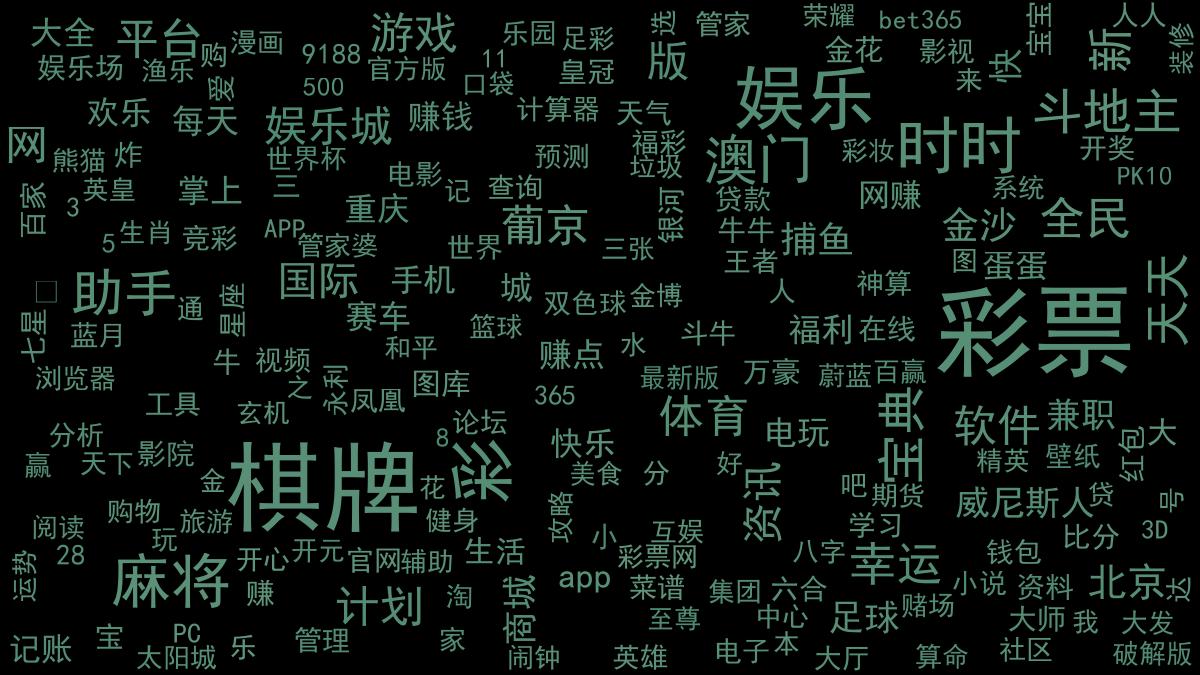 大全
平台
购
漫画
9188
游戏
乐园
足彩
选
管家
荣耀
bet365
宝宝
人人
娱乐场
渔乐
爱
500
官方版
口袋
11
皇冠
版
金花
影视
来
快
新
装修
欢乐
每天
娱乐城
赚钱
计算器
天气
娱乐
斗地主
网
熊猫
炸
世界杯
预测
福彩
垃圾
澳门
彩妆
时时
开奖
PK10
英皇
掌上
三
电影
记
查询
贷款
网赚
系统
百家
3
重庆
葡京
银河
牛牛
捕鱼
金沙
全民
5
生肖
竞彩
APP
管家婆
世界
三张
王者
图
蛋蛋
助手
通
星座
国际
手机
城
双色球
金博
人
神算
彩票
天天
七星
蓝月
赛车
篮球
斗牛
福利
在线
牛
视频
和平
赚点
水
浏览器
之
永利
凤凰
图库
365
最新版
万豪
蔚蓝
百赢
工具
玄机
论坛
体育
电玩
宝典
软件
兼职
分析
影院
8
快乐
红包
大
赢
天下
金
棋牌
花
彩
美食
分
好
资讯
吧
期货
精英
壁纸
阅读
购物
旅游
健身
攻略
小
互娱
学习
威尼斯人
贷
号
28
玩
开心
开元
官网
辅助
生活
彩票网
八字
幸运
钱包
比分
3D
运势
麻将
赚
计划
淘
商城
app
菜谱
集团
六合
小说
资料
北京
达
记账
宝
PC
太阳城
乐
管理
家
闹钟
至尊
英雄
中心
电子
本
足球
大厅
赌场
算命
大师
社区
我
大发
破解版